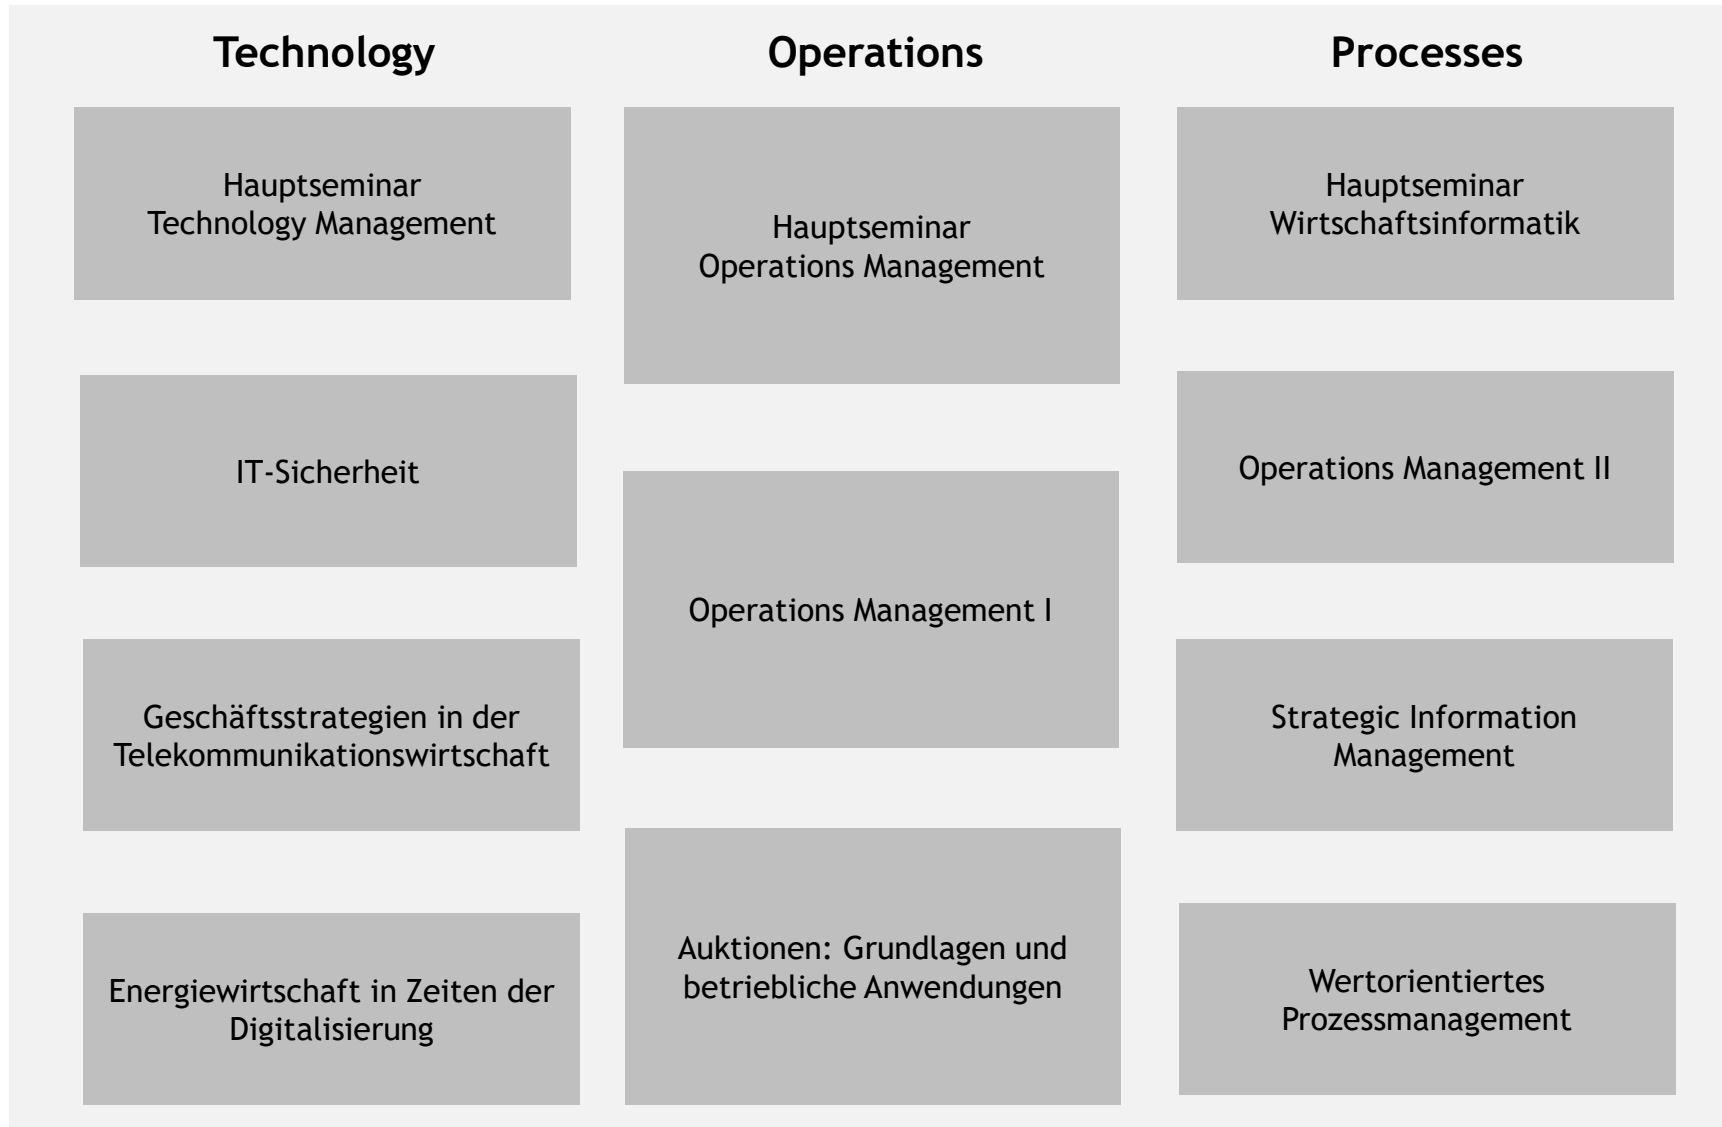 Technology
Hauptseminar
Technology Management
IT-Sicherheit
Geschäftsstrategien in der
Telekommunikationswirtschaft
Energiewirtschaft in Zeiten der
Digitalisierung
Operations
Hauptseminar
Operations Management
Operations Management I
Auktionen: Grundlagen und
betriebliche Anwendungen
Processes
Hauptseminar
Wirtschaftsinformatik
Operations Management II
Strategic Information
Management
Wertorientiertes
Prozessmanagement